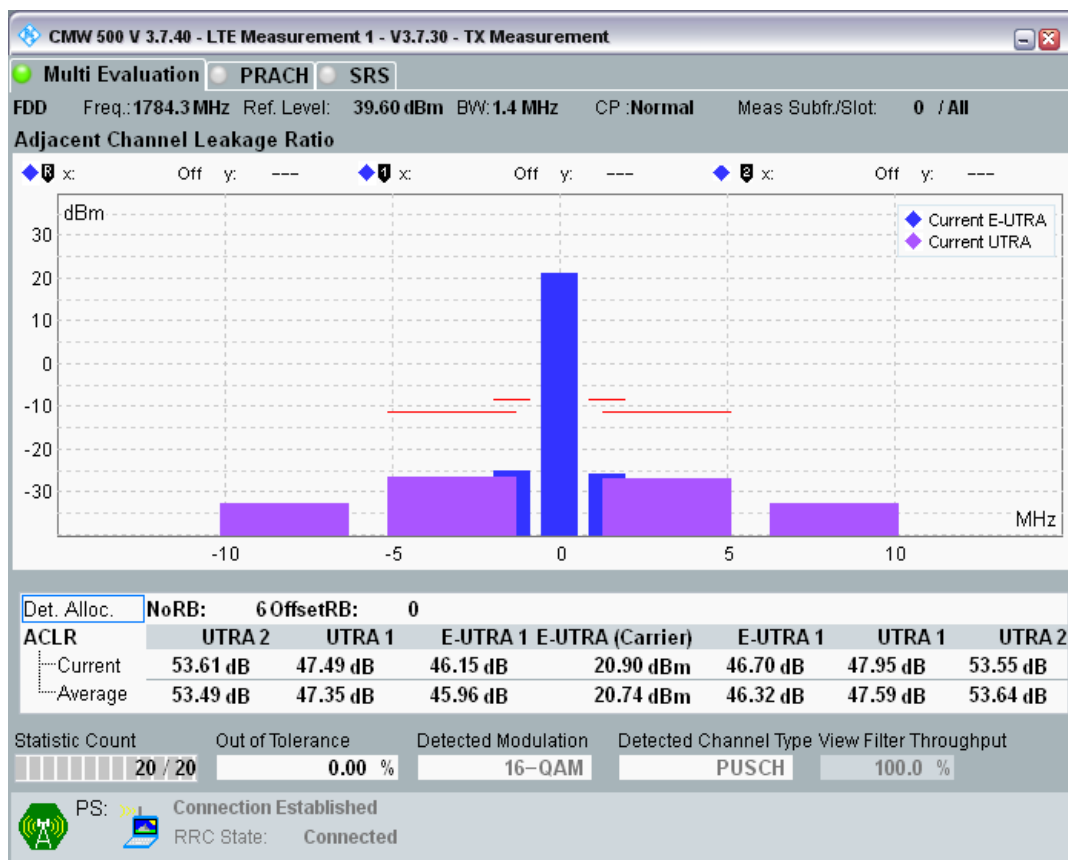 CMW 500 V 3.7.40 - LTE Measurement 1 - V3.7.30 - TX Measurement
Multi Evaluation PRACH SRS
FDD Freq.: 1784.3 MHz Ref. Level: 39.60 dBm BW: 1.4 MHz CP :Normal Meas Subfr./Slot: 0 / All
Adjacent Channel Leakage Ratio
R x: Off y: --- 1 x: Off y: --- 2 x: Off y: ---
dBm
Current E-UTRA
Current UTRA
30
20
10
0
-10
-20
-30
MHz
-10 -5 0 5 10
Det. Alloc. NoRB: 6 OffsetRB: 0
ACLR UTRA 2 UTRA 1 E-UTRA 1 E-UTRA (Carrier) E-UTRA 1 UTRA 1 UTRA 2
Current 53.61 dB 47.49 dB 46.15 dB 20.90 dBm 46.70 dB 47.95 dB 53.55 dB
Average 53.49 dB 47.35 dB 45.96 dB 20.74 dBm 46.32 dB 47.59 dB 53.64 dB
Statistic Count Out of Tolerance Detected Modulation Detected Channel Type View Filter Throughput
20 / 20 0.00 % 16-QAM PUSCH 100.0 %
PS: Connection Established
RRC State: Connected